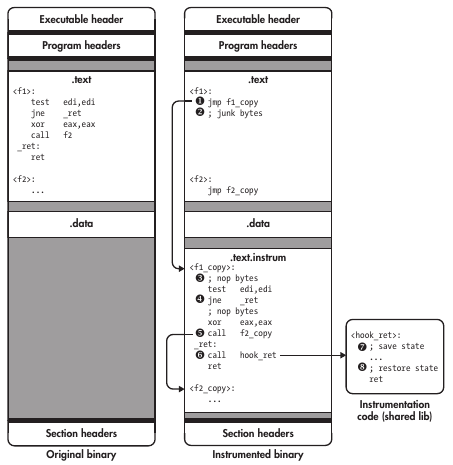 Executable header
Program headers
.text
<f1>:
test edi,edi
jne _ret
xor eax,eax
call f2
_ret:
ret
<f2>:
...
.data
Section headers
Original binary
Executable header
Program headers
.text
<f1>:
❶ jmp f1_copy
❷ ; junk bytes
<f2>:
jmp f2_copy
.data
.text.instrum
<f1_copy>:
❸ ; nop bytes
test edi,edi
❹ jne _ret
; nop bytes
xor eax,eax
❺ call f2_copy
_ret:
❻ call hook_ret
ret
<f2_copy>:
...
Section headers
Instrumented binary
<hook_ret>:
❼ ; save state
...
❽ ; restore state
ret
Instrumentation
code (shared lib)